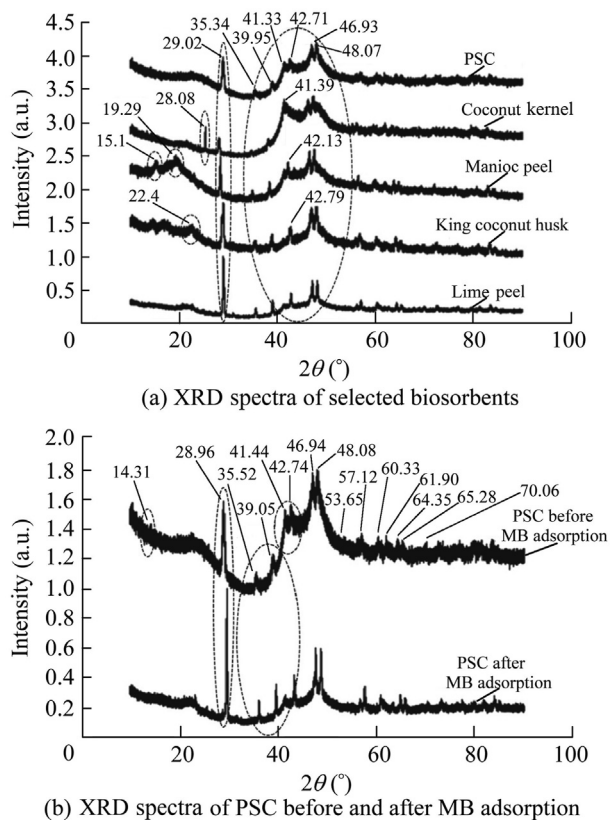 41.33 42.71
35.34 39.95 46.93
29.02 48.07
PSC
28.08 41.39 Coconut kernel
19.29
15.1 42.13 Manioc peel
22.4 42.79 King coconut husk
Lime peel
4.5
4.0
3.5
3.0
2.5
2.0
1.5
1.0
0.5
0 20 40 60 80 100
Intensity (a.u.)
2θ (°)
(a) XRD spectra of selected biosorbents
2.0
1.8
1.6
1.4
1.2
1.0
0.8
0.6
0.4
0.2
0 20 40 60 80 100
Intensity (a.u.)
14.31 28.96 35.52 41.44 39.05 42.74 46.94 48.08
53.65 57.12 60.33 61.90 64.35 65.28 70.06
PSC before
MB adsorption
PSC after
MB adsorption
2θ (°)
(b) XRD spectra of PSC before and after MB adsorption